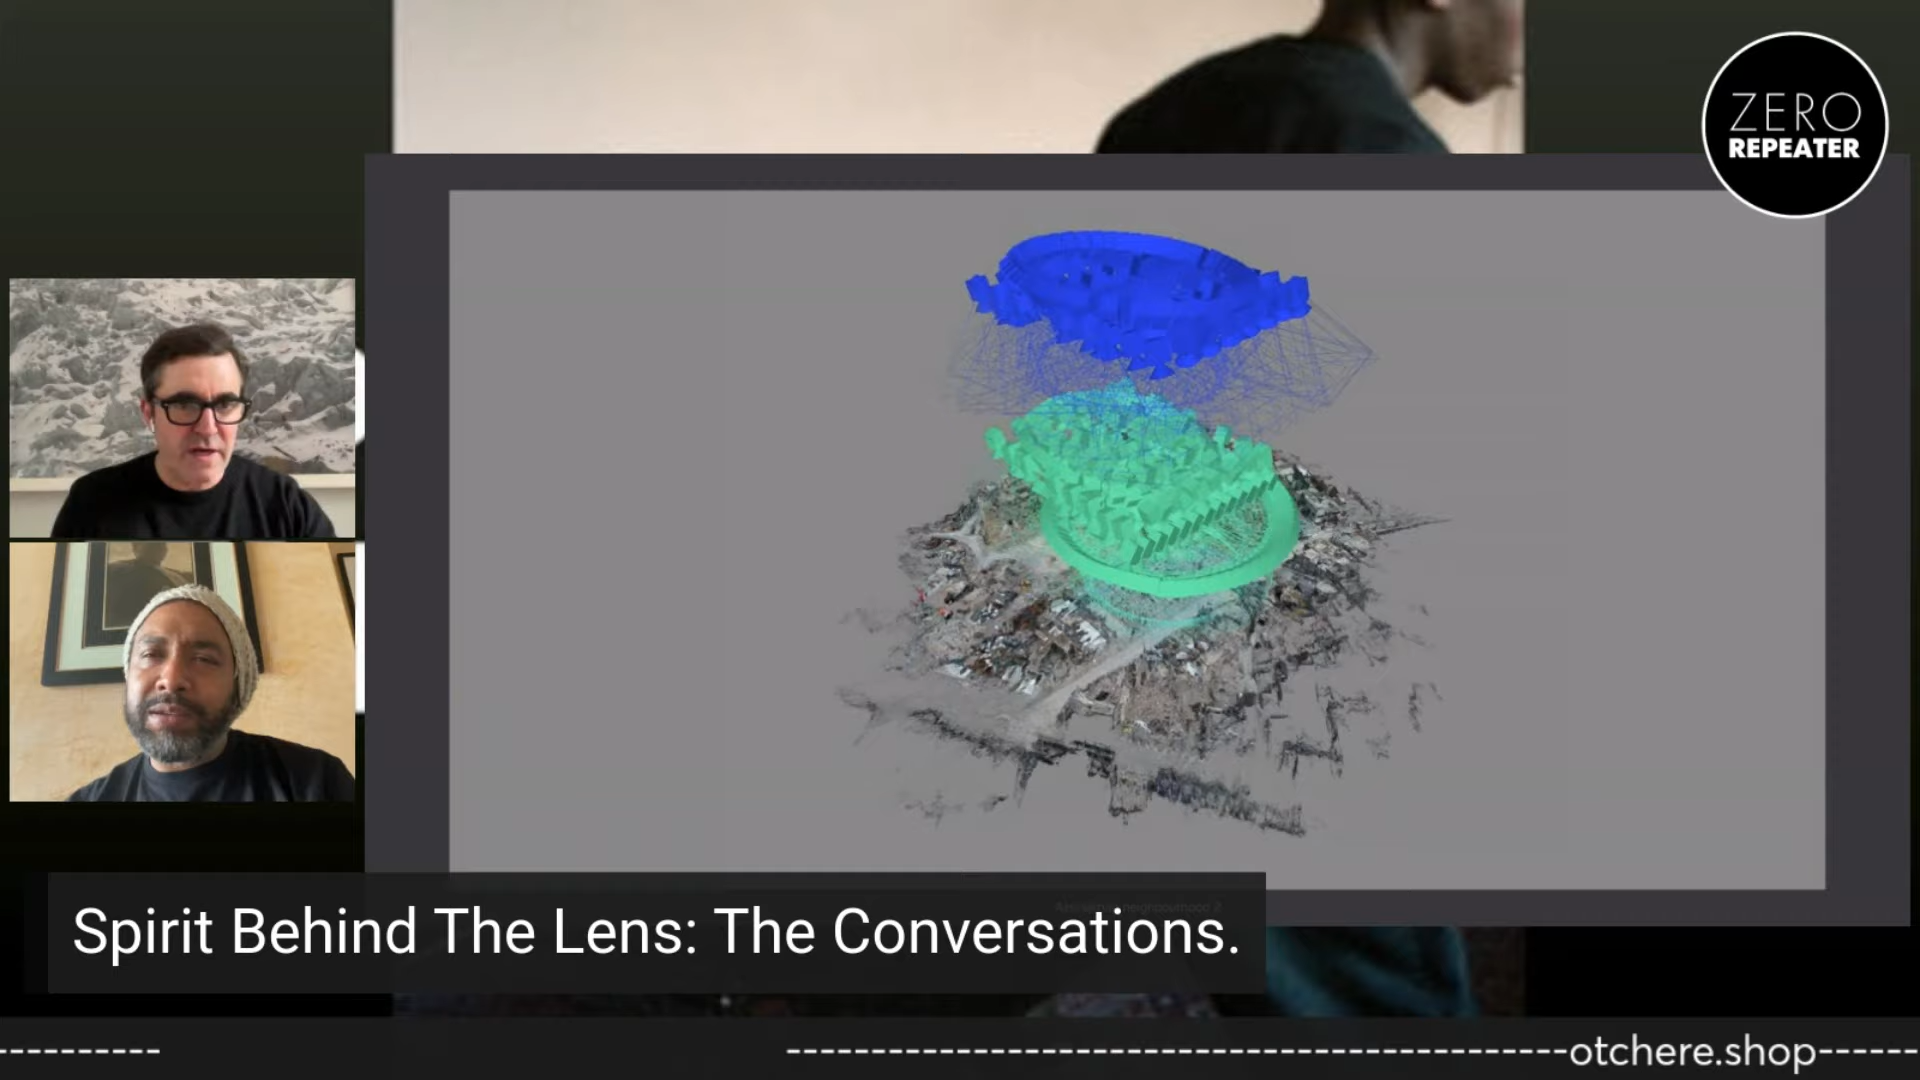 ZERO
REPEATER
Spirit Behind The Lens: The Conversations.
----------
-----------------------------------------------otchere.shop------